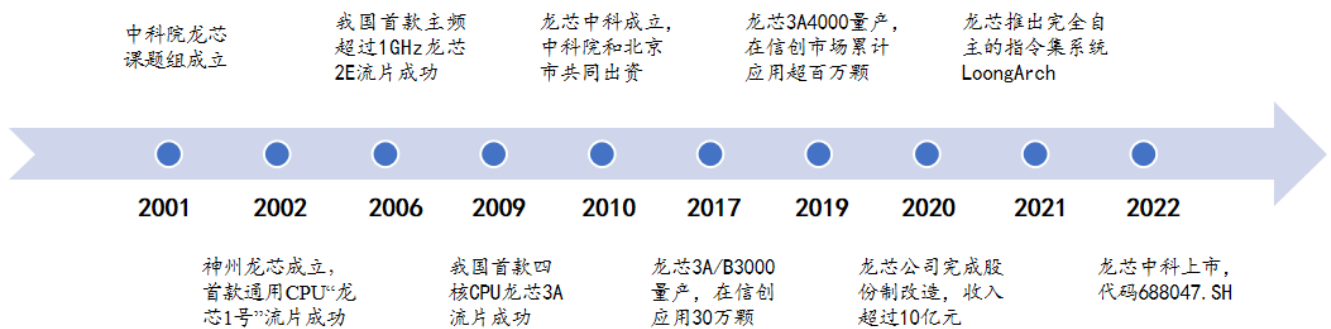 中科院龙芯
课题组成立
我国首款主频
超过1GHz龙芯
2E流片成功
龙芯中科成立,
中科院和北京
市共同出资
龙芯3A4000量产,
在信创市场累计
应用超百万颗
龙芯推出完全自
主的指令集系统
LoongArch
2001 2002 2006 2009 2010 2017 2019 2020 2021 2022
神州龙芯成立,
首款通用CPU“龙
芯1号”流片成功
我国首款四
核CPU龙芯3A
流片成功
龙芯3A/B3000
量产, 在信创
应用30万颗
龙芯公司完成股
份制改造, 收入
超过10亿元
龙芯中科上市,
代码688047.SH